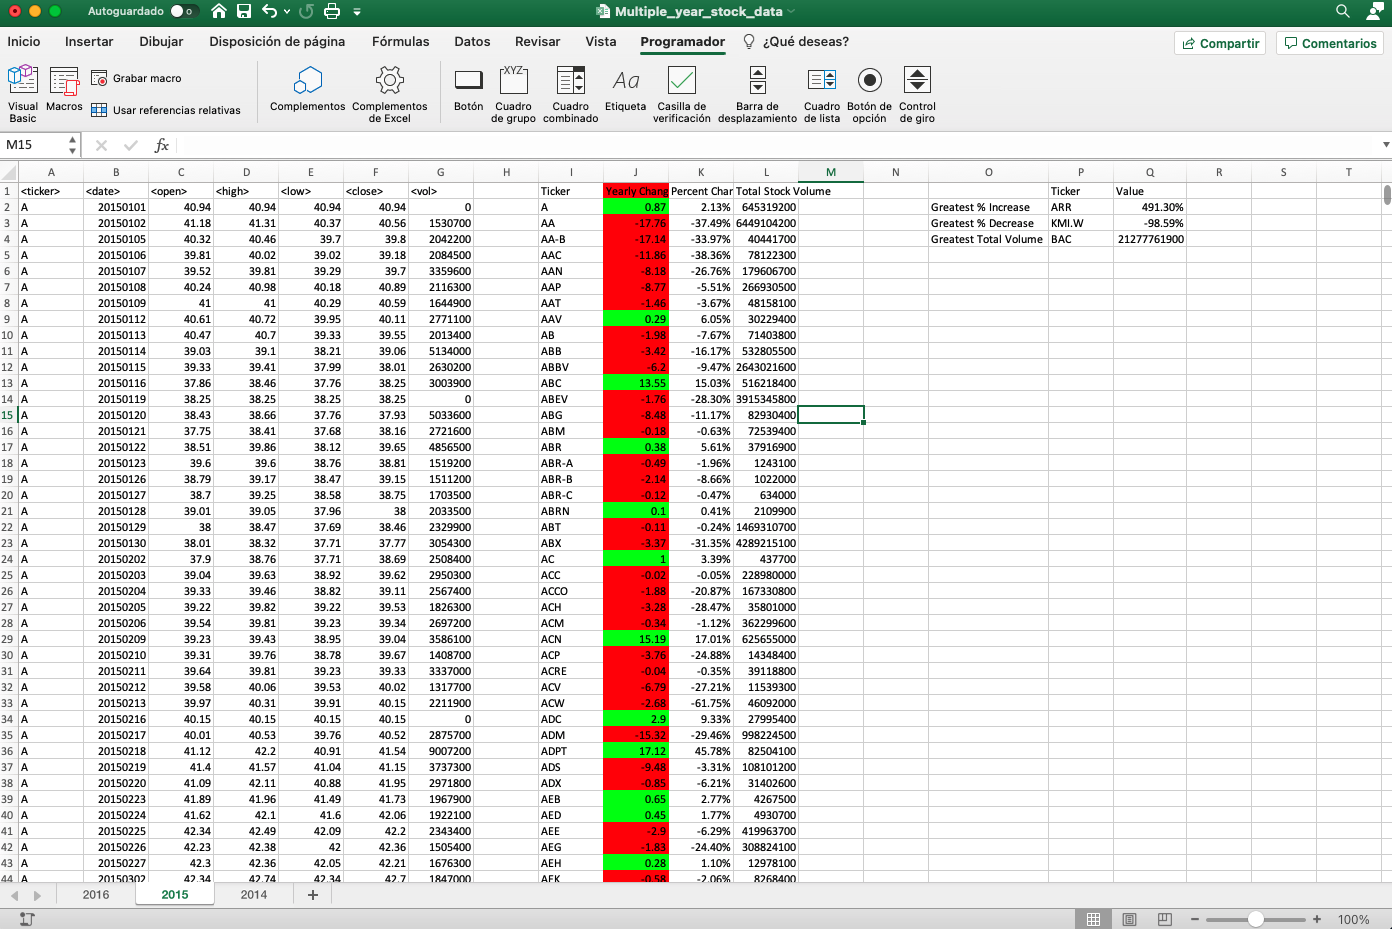 Autoguardado
Multiple_year_stock_data
Inicio Insertar Dibujar Disposición de página Fórmulas Datos Revisar Vista Programador ¿Qué deseas? Compartir Comentarios
Visual Basic
Macros
Grabar macro
Usar referencias relativas
Complementos
Complementos de Excel
Botón
XYZ
Cuadro de grupo
Cuadro combinado
Aa
Etiqueta
Casilla de verificación
Barra de desplazamiento
Cuadro de lista
Botón de opción
Control de giro
M15 fx
A B C D E F G H I J K L M N O P Q R S T
1 <ticker> <date> <open> <high> <low> <close> <vol> Ticker Yearly Chang Percent Char Total Stock Volume Ticker Value
2 A 20150101 40.94 40.94 40.94 40.94 0 A 0.87 2.13% 645319200 Greatest % Increase ARR 491.30%
3 A 20150102 41.18 41.31 40.37 40.56 1530700 AA -17.76 -37.49% 6449104200 Greatest % Decrease KMI.W -98.59%
4 A 20150105 40.32 40.46 39.7 39.8 2042200 AA-B -17.14 -33.97% 40441700 Greatest Total Volume BAC 21277761900
5 A 20150106 39.81 40.02 39.02 39.18 2084500 AAC -11.86 -38.36% 78122300
6 A 20150107 39.52 39.81 39.29 39.7 3359600 AAN -8.18 -26.76% 179606700
7 A 20150108 40.24 40.98 40.18 40.89 2116300 AAP -8.77 -5.51% 266930500
8 A 20150109 41 41 40.29 40.59 1644900 AAT -1.46 -3.67% 48158100
9 A 20150112 40.61 40.72 39.95 40.11 2771100 AAV 0.29 6.05% 30229400
10 A 20150113 40.47 40.7 39.33 39.55 2013400 AB -1.98 -7.67% 71403800
11 A 20150114 39.03 39.1 38.21 39.06 5134000 ABB -3.42 -16.17% 532805500
12 A 20150115 39.33 39.41 37.99 38.01 2630200 ABBV -6.2 -9.47% 2643021600
13 A 20150116 37.86 38.46 37.76 38.25 3003900 ABC 13.55 15.03% 516218400
14 A 20150119 38.25 38.25 38.25 38.25 0 ABEV -1.76 -28.30% 3915345800
15 A 20150120 38.43 38.66 37.76 37.93 5033600 ABG -8.48 -11.17% 82930400
16 A 20150121 37.75 38.41 37.68 38.16 2721600 ABM -0.18 -0.63% 72539400
17 A 20150122 38.51 39.86 38.12 39.65 4856500 ABR 0.38 5.61% 37916900
18 A 20150123 39.6 39.6 38.76 38.81 1519200 ABR-A -0.49 -1.96% 1243100
19 A 20150126 38.79 39.17 38.47 39.15 1511200 ABR-B -2.14 -8.66% 1022000
20 A 20150127 38.7 39.25 38.58 38.75 1703500 ABR-C -0.12 -0.47% 634000
21 A 20150128 39.01 39.05 37.96 38 2033500 ABRN 0.1 0.41% 2109900
22 A 20150129 38 38.47 37.69 38.46 2329900 ABT -0.11 -0.24% 1469310700
23 A 20150130 38.01 38.32 37.71 37.77 3054300 ABX -3.37 -31.35% 4289215100
24 A 20150202 37.9 38.76 37.71 38.69 2508400 AC 1 3.39% 437700
25 A 20150203 39.04 39.63 38.92 39.62 2950300 ACC -0.02 -0.05% 228980000
26 A 20150204 39.33 39.46 38.82 39.11 2567400 ACCO -1.88 -20.87% 167330800
27 A 20150205 39.22 39.82 39.22 39.53 1826300 ACH -3.28 -28.47% 35801000
28 A 20150206 39.54 39.81 39.23 39.34 2697200 ACM -0.34 -1.12% 362299600
29 A 20150209 39.23 39.43 38.95 39.04 3586100 ACN 15.19 17.01% 625655000
30 A 20150210 39.31 39.76 38.78 39.67 1408700 ACP -3.76 -24.88% 14348400
31 A 20150211 39.64 39.81 39.23 39.33 3337000 ACRE -0.04 -0.35% 39118800
32 A 20150212 39.58 40.06 39.53 40.02 1317700 ACV -6.79 -27.21% 11539300
33 A 20150213 39.97 40.31 39.91 40.15 2211900 ACW -2.68 -61.75% 46092000
34 A 20150216 40.15 40.15 40.15 40.15 0 ADC 2.9 9.33% 27995400
35 A 20150217 40.01 40.53 39.76 40.52 2875700 ADM -15.32 -29.46% 998224500
36 A 20150218 41.12 42.2 40.91 41.54 9007200 ADPT 17.12 45.78% 82504100
37 A 20150219 41.4 41.57 41.04 41.15 3737300 ADS -9.48 -3.31% 108101200
38 A 20150220 41.09 42.11 40.88 41.95 2971800 ADX -0.85 -6.21% 31402600
39 A 20150223 41.89 41.96 41.49 41.73 1967900 AEB 0.65 2.77% 4267500
40 A 20150224 41.62 42.1 41.6 42.06 1922100 AED 0.45 1.77% 4930700
41 A 20150225 42.34 42.49 42.09 42.2 2343400 AEE -2.9 -6.29% 419963700
42 A 20150226 42.23 42.38 42 42.36 1505400 AEG -1.83 -24.40% 308824100
43 A 20150227 42.3 42.36 42.05 42.21 1676300 AEH 0.28 1.10% 12978100
44 A 20150302 42.34 42.74 42.34 42.7 1847000 AEK -0.58 -2.06% 8268400
2016 2015 2014 +
100%